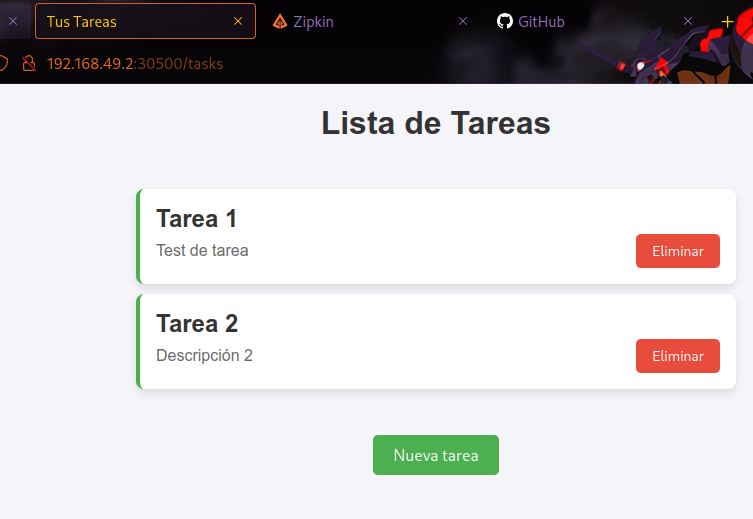 Tus Tareas
Zipkin
GitHub
192.168.49.2:30500/tasks
Lista de Tareas
Tarea 1
Test de tarea
Eliminar
Tarea 2
Descripción 2
Eliminar
Nueva tarea